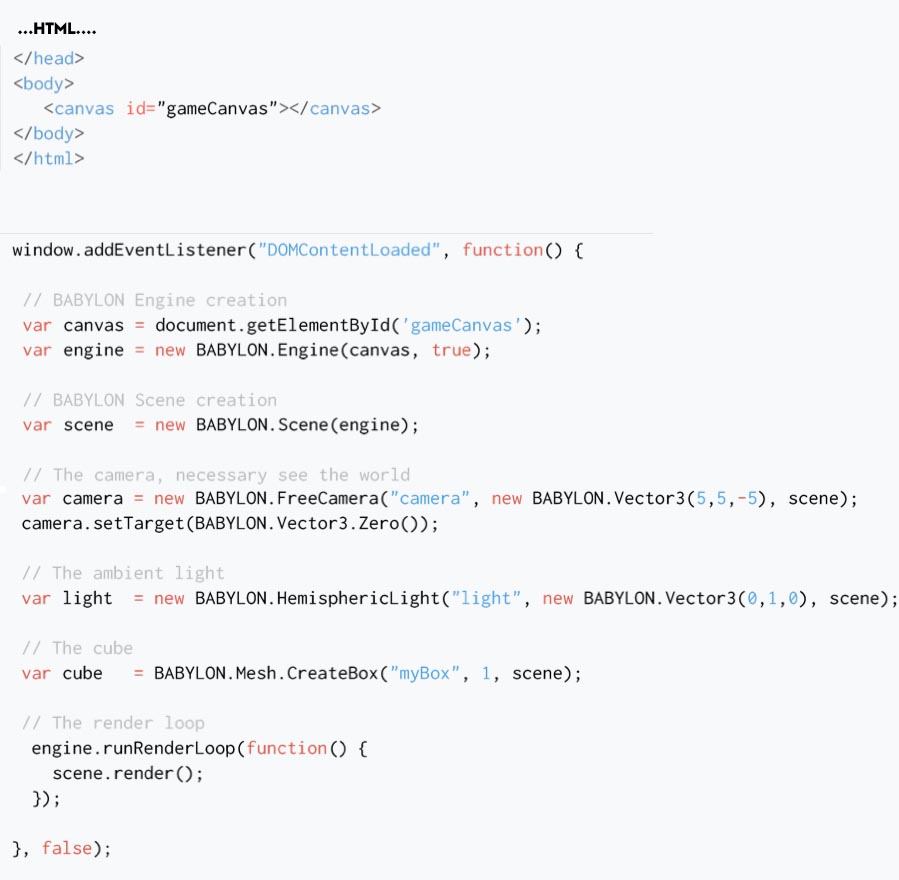 ...HTML....
</head>
<body>
   <canvas id="gameCanvas"></canvas>
</body>
</html>
window.addEventListener("DOMContentLoaded", function() {
 // BABYLON Engine creation
 var canvas = document.getElementById('gameCanvas');
 var engine = new BABYLON.Engine(canvas, true);
 // BABYLON Scene creation
 var scene  = new BABYLON.Scene(engine);
 // The camera, necessary see the world
 var camera = new BABYLON.FreeCamera("camera", new BABYLON.Vector3(5,5,-5), scene);
 camera.setTarget(BABYLON.Vector3.Zero());
 // The ambient light
 var light  = new BABYLON.HemisphericLight("light", new BABYLON.Vector3(0,1,0), scene);
 // The cube
 var cube   = BABYLON.Mesh.CreateBox("myBox", 1, scene);
 // The render loop
  engine.runRenderLoop(function() {
    scene.render();
  });
}, false);